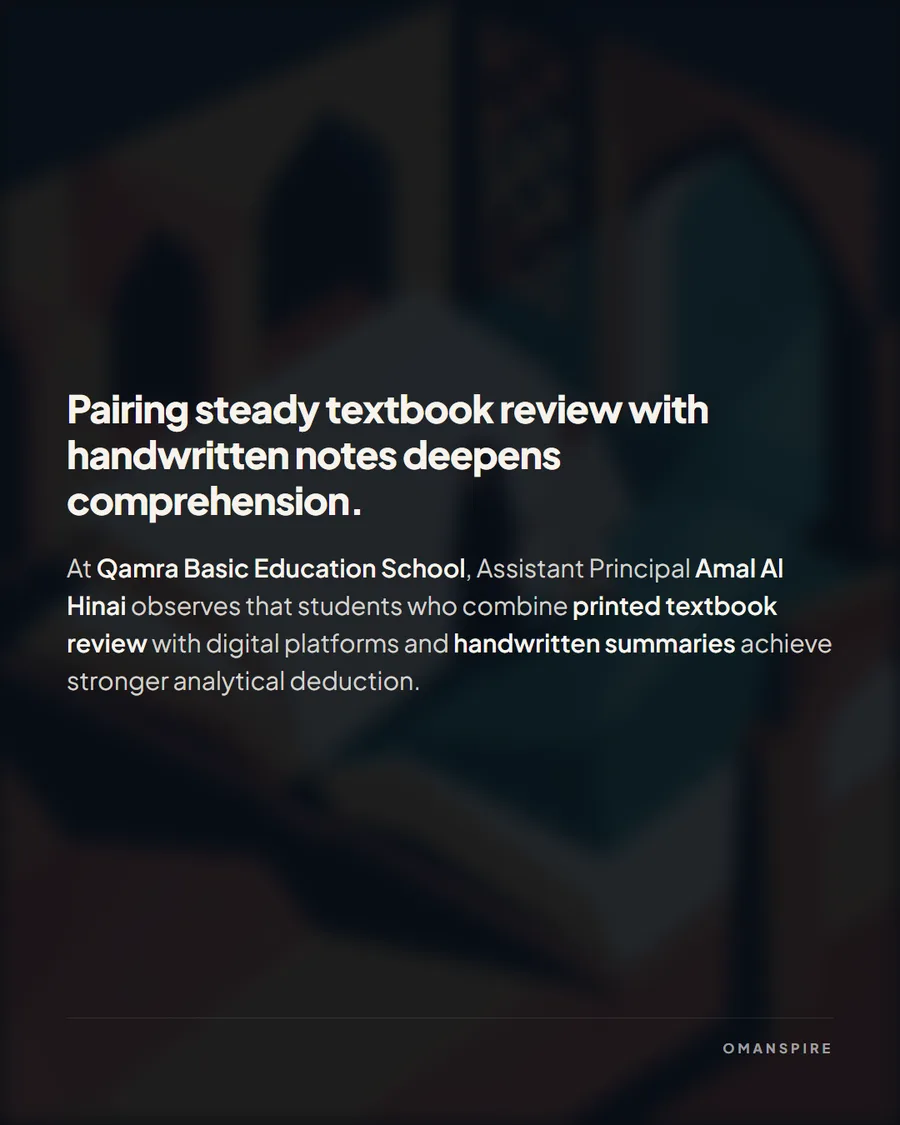 Pairing steady textbook review with
handwritten notes deepens
comprehension.
At Qamra Basic Education School, Assistant Principal Amal Al
Hinai observes that students who combine printed textbook
review with digital platforms and handwritten summaries achieve
stronger analytical deduction.
OMANSPIRE